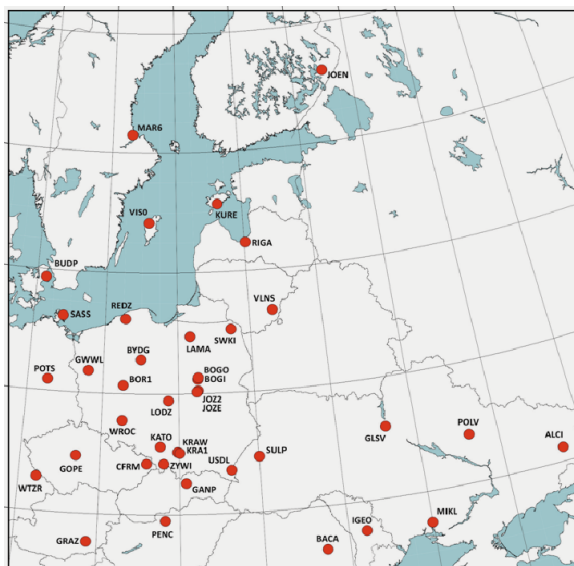 JOEN
MAR6
VIS0
KURE
RIGA
BUDP
VLNS
SASS
REDZ
SWKI
LAMA
BYDG
GWWL
POTS
BOGO
BOGI
BOR1
JOZ2
JOZE
LODZ
WROC
GLSV
POLV
ALCI
KATO
KRAW
KRA1
SULP
USDL
GOPE
CFRM
ZYWI
WTZR
GANP
PENC
IGEO
MIKL
GRAZ
BACA